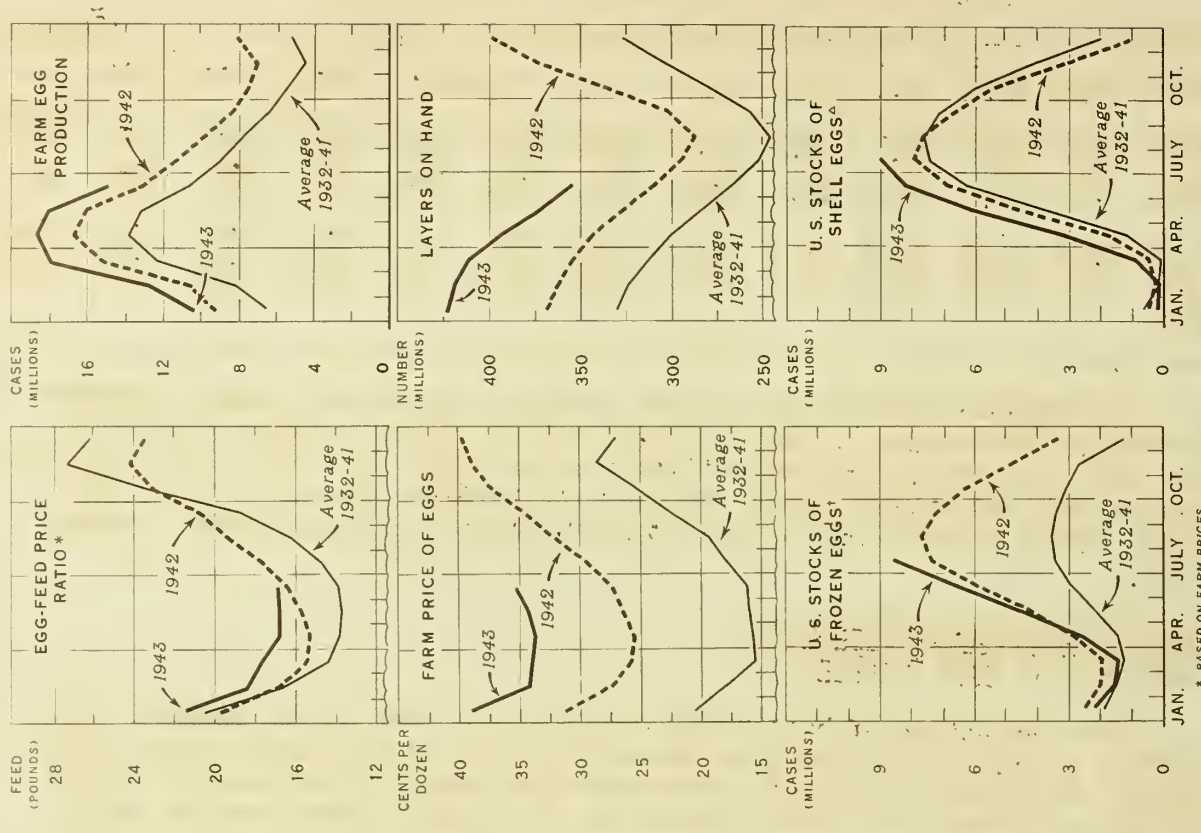 EGG-FEED PRICE
RATIO*
FEED
(POUNDS)
28
24
20
16
12
1943
1942
Average
1932-41
FARM EGG
PRODUCTION
CASES
(MILLIONS)
16
12
8
4
0
1942
1943
Average
1932-41
FARM PRICE OF EGGS
CENTS PER
DOZEN
40
35
30
25
20
15
1943
1942
Average
1932-41
LAYERS ON HAND
NUMBER
(MILLIONS)
400
350
300
250
1943
1942
Average
1932-41
U.S. STOCKS OF
FROZEN EGGS†
CASES
(MILLIONS)
9
6
3
0
1943
1942
Average
1932-41
JAN. APR. JULY OCT.
U.S. STOCKS OF
SHELL EGGS△
CASES
(MILLIONS)
9
6
3
0
1943
1942
Average
1932-41
JAN. APR. JULY OCT.
* BASED ON FARM PRICES